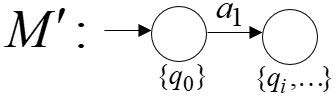 M′: a₁
{q₀} {qᵢ,…}